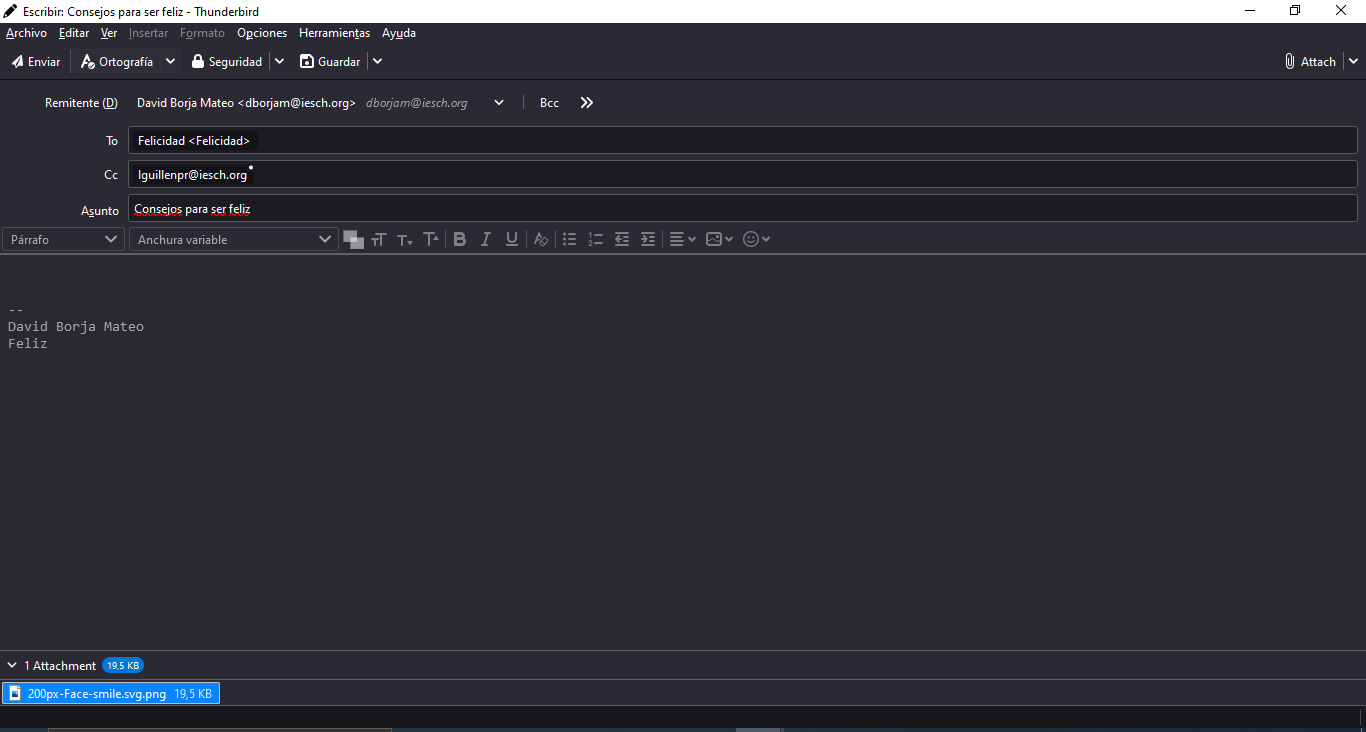 Escribir: Consejos para ser feliz - Thunderbird
Archivo Editar Ver Insertar Formato Opciones Herramientas Ayuda
Enviar Ortografía Seguridad Guardar Attach
Remitente (D) David Borja Mateo <dborjam@iesch.org> dborjam@iesch.org Bcc
To Felicidad <Felicidad>
Cc lguillenpr@iesch.org
Asunto Consejos para ser feliz
Párrafo Anchura variable
--
David Borja Mateo
Feliz
1 Attachment 19,5 KB
200px-Face-smile.svg.png 19,5 KB